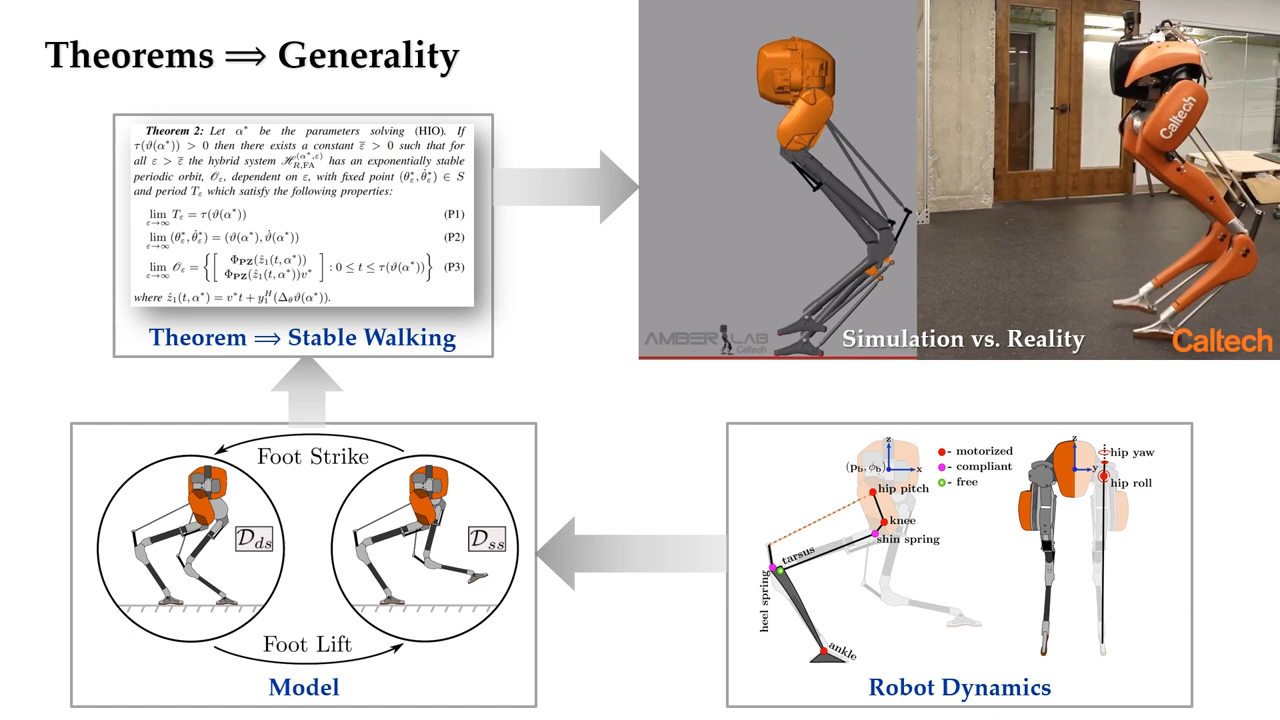 Theorems ⟹ Generality
Theorem 2: Let α* be the parameters solving (HIO). If
τ(ϑ(α*)) > 0 then there exists a constant ε̄ > 0 such that for
all ε > ε̄ the hybrid system ℋ_{R,FA}^{(α*,ε)} has an exponentially stable
periodic orbit, 𝒪_ε, dependent on ε, with fixed point (θ*_ε, θ̇*_ε) ∈ S
and period T_ε which satisfy the following properties:
lim_{ε→∞} T_ε = τ(ϑ(α*)) (P1)
lim_{ε→∞} (θ*_ε, θ̇*_ε) = (ϑ(α*), ϑ̇(α*)) (P2)
lim_{ε→∞} 𝒪_ε = { [ Φ_PZ(ẑ₁(t, α*))
Φ_PZ(ẑ₁(t, α*))v* ] : 0 ≤ t ≤ τ(ϑ(α*)) } (P3)
where ẑ₁(t, α*) = v*t + y₁^H(Δ_θϑ(α*)).
Theorem ⟹ Stable Walking
Caltech
AMBER LAB
Caltech
Simulation vs. Reality
Caltech
Foot Strike
𝒟_ds
𝒟_ss
Foot Lift
Model
z
(p_b, ϕ_b)
x
- motorized
- compliant
- free
hip pitch
knee
shin spring
tarsus
heel spring
ankle
z
y
hip yaw
hip roll
Robot Dynamics